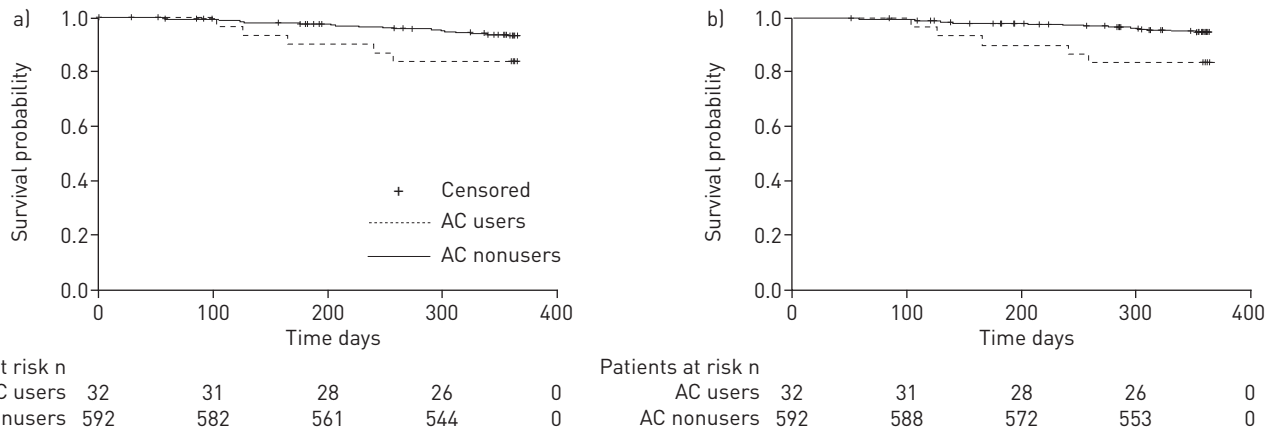 a)
1.0
0.8
0.6
0.4
0.2
0.0
Survival probability
+ Censored
AC users
AC nonusers
0 100 200 300 400
Time days
at risk n
users 32 31 28 26 0
nusers 592 582 561 544 0
b)
1.0
0.8
0.6
0.4
0.2
0.0
Survival probability
0 100 200 300 400
Time days
Patients at risk n
AC users 32 31 28 26 0
AC nonusers 592 588 572 553 0